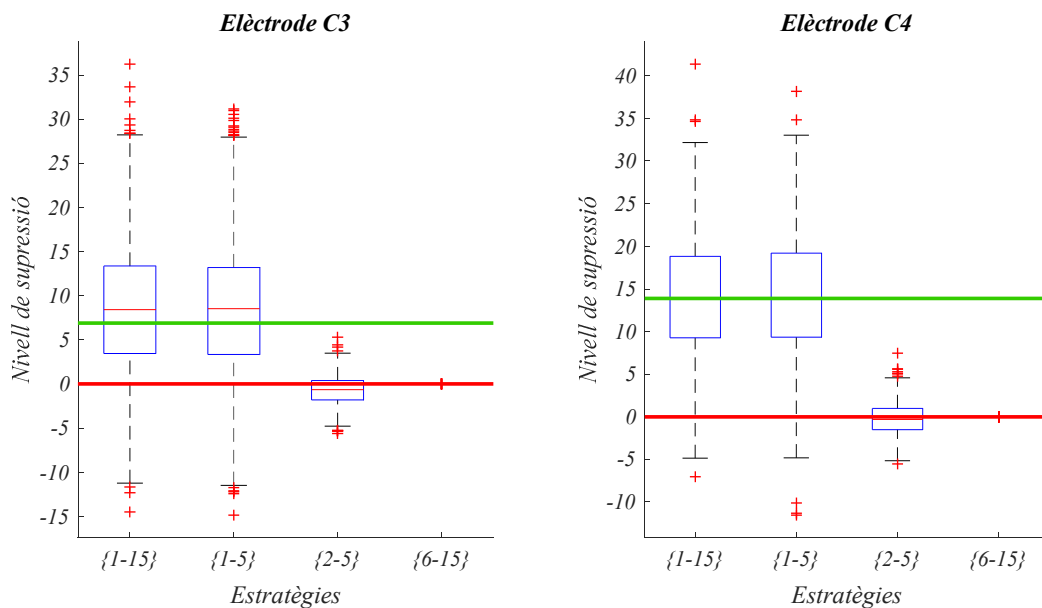 Elèctrode C3
35
30
25
20
15
10
5
0
-5
-10
-15
Nivell de supressió
{1-15} {1-5} {2-5} {6-15}
Estratègies
Elèctrode C4
40
35
30
25
20
15
10
5
0
-5
-10
Nivell de supressió
{1-15} {1-5} {2-5} {6-15}
Estratègies